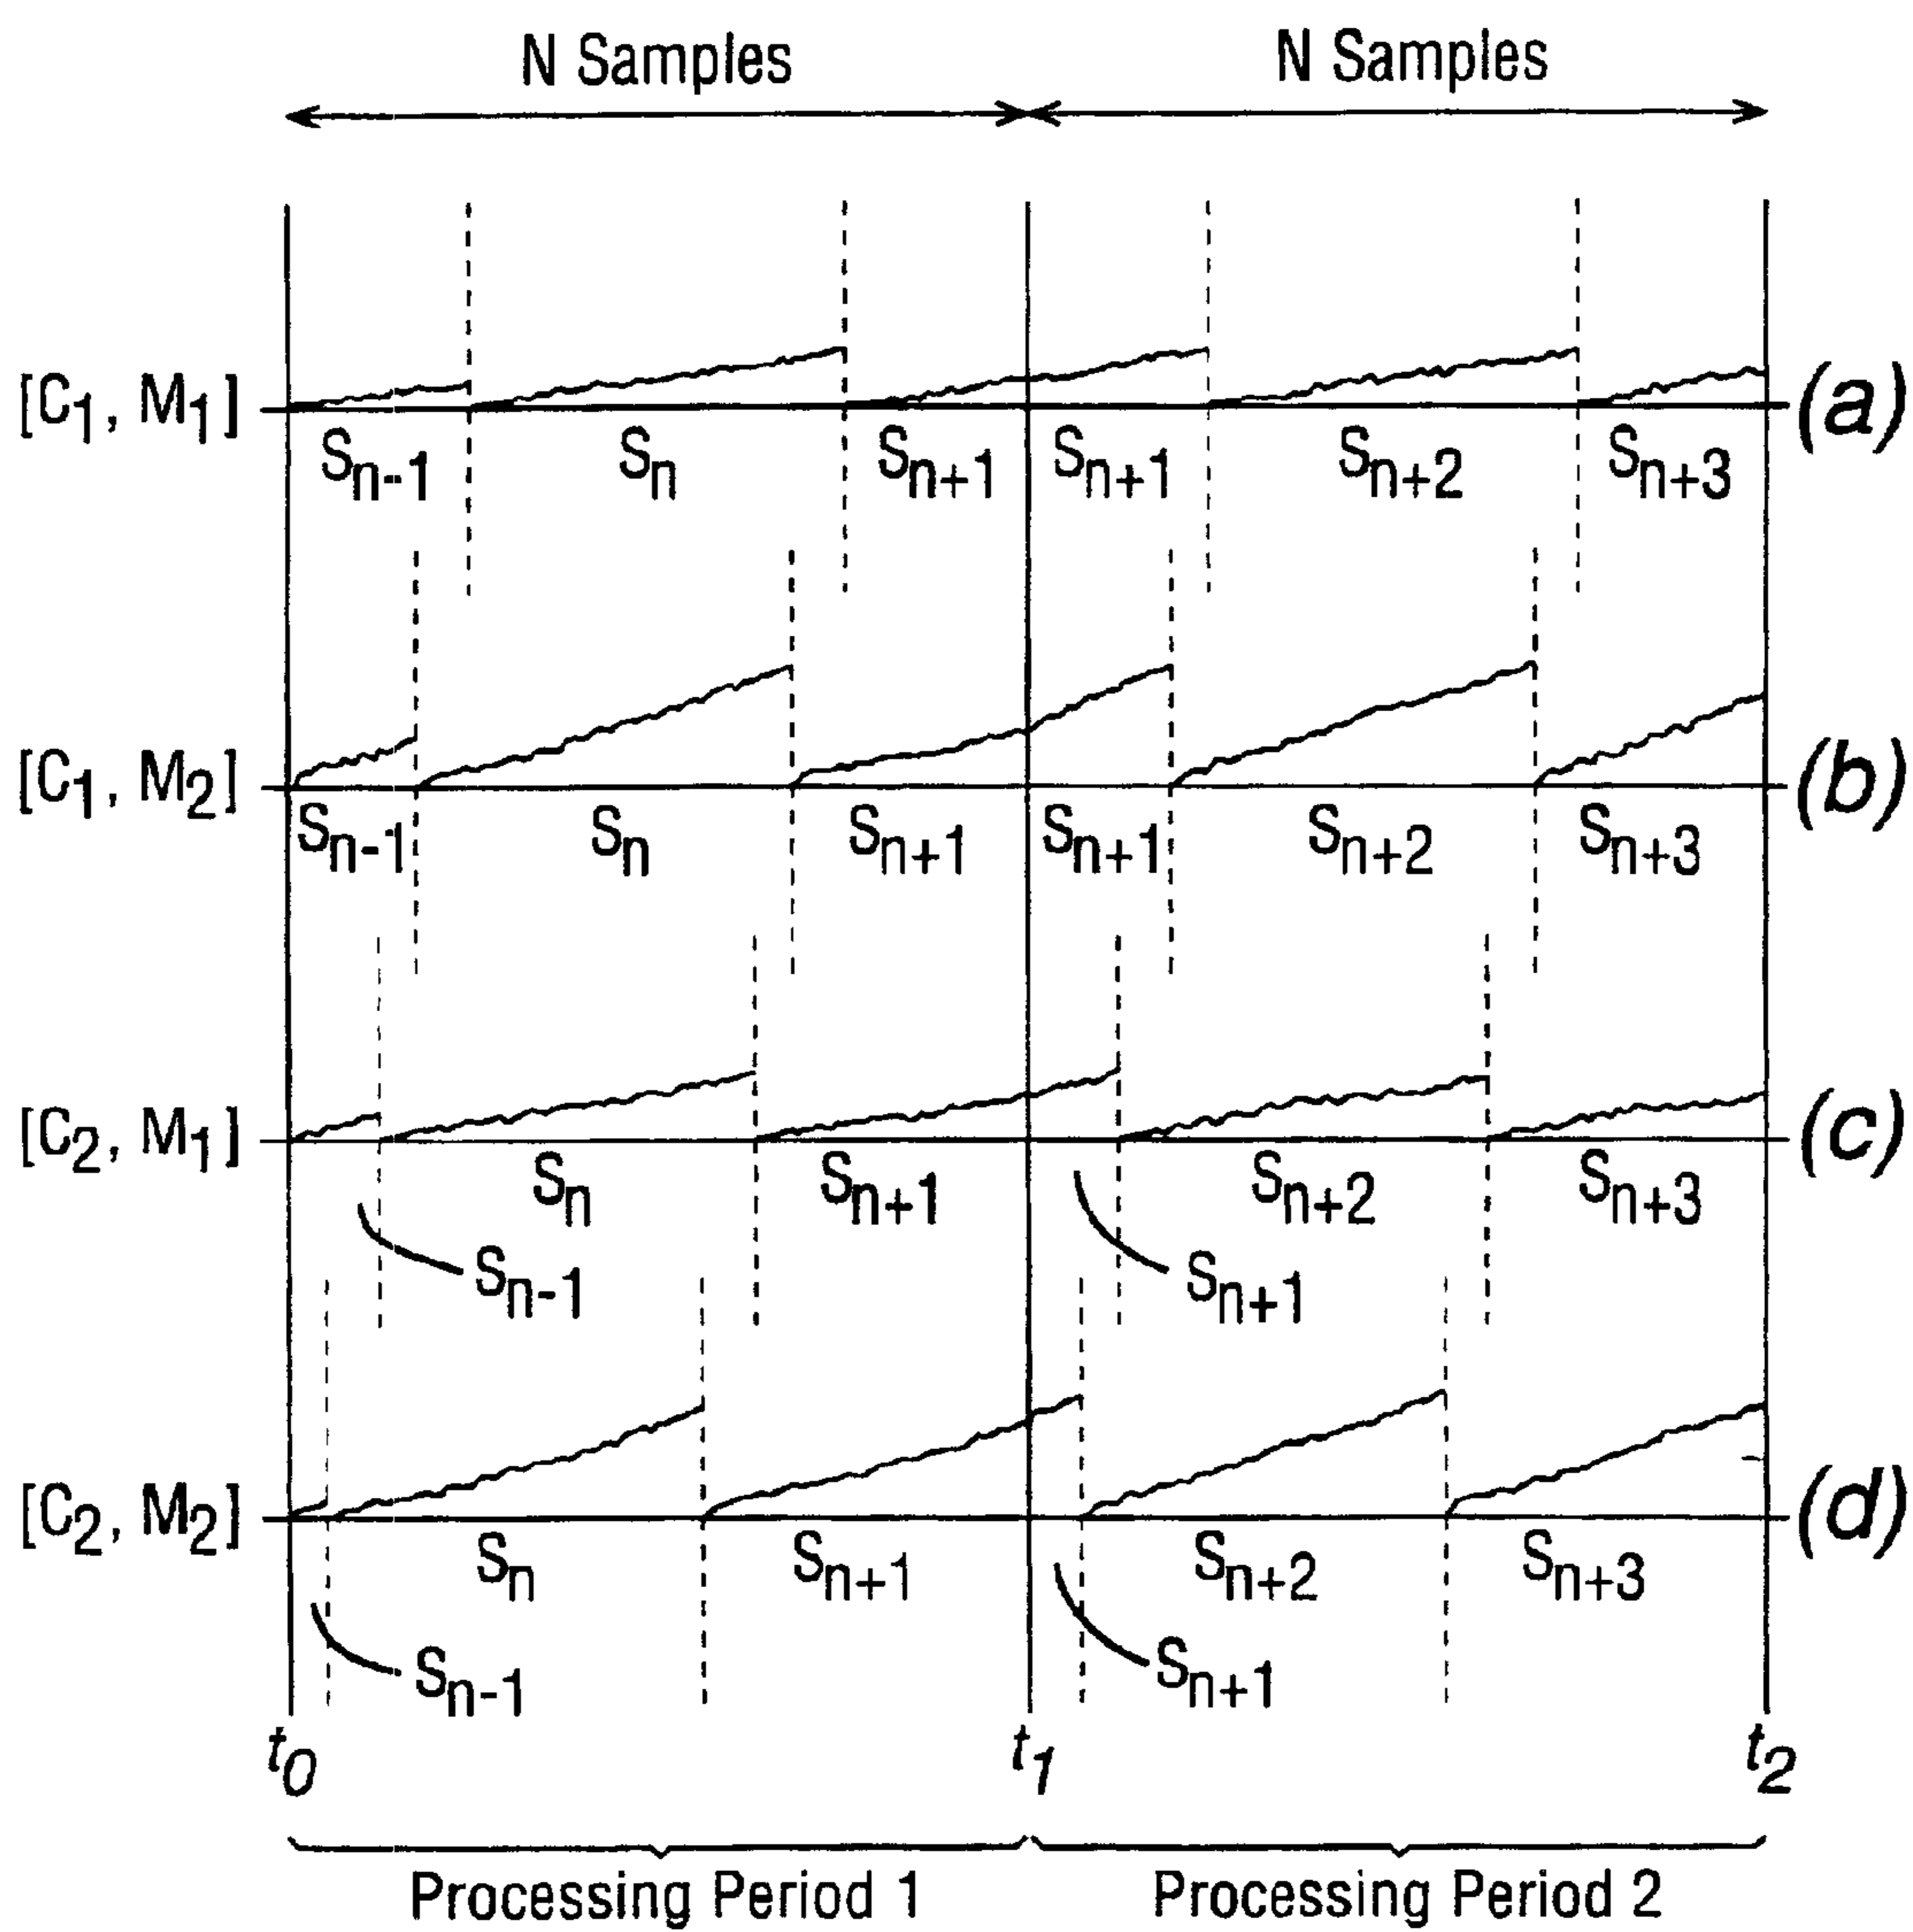 N Samples N Samples
[C1, M1] (a)
Sn-1 Sn Sn+1 Sn+1 Sn+2 Sn+3
[C1, M2] (b)
Sn-1 Sn Sn+1 Sn+1 Sn+2 Sn+3
[C2, M1] (c)
Sn Sn+1 Sn+2 Sn+3
Sn-1 Sn+1
[C2, M2] (d)
Sn Sn+1 Sn+2 Sn+3
Sn-1 Sn+1
t0 t1 t2
Processing Period 1 Processing Period 2